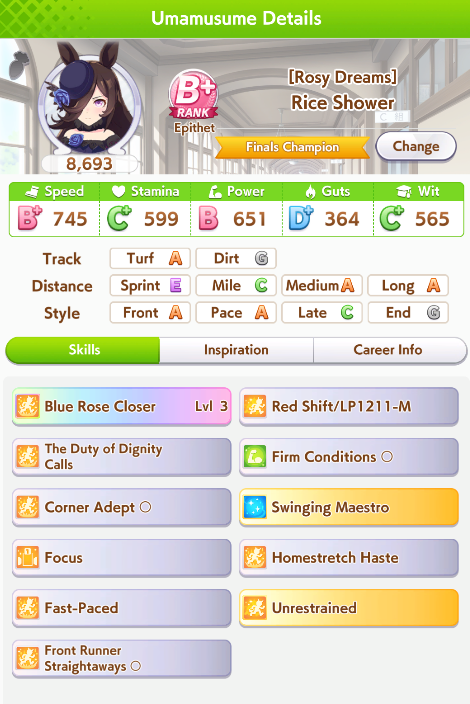 Umamusume Details
[Rosy Dreams]
Rice Shower
B+
RANK
Epithet
Finals Champion
Change
8,693
Speed Stamina Power Guts Wit
B+ 745 C+ 599 B 651 D+ 364 C+ 565
Track Turf A Dirt G
Distance Sprint E Mile C Medium A Long A
Style Front A Pace A Late C End G
Skills Inspiration Career Info
Blue Rose Closer Lvl 3
Red Shift/LP1211-M
The Duty of Dignity
Calls
Firm Conditions ○
Corner Adept ○
Swinging Maestro
Focus
Homestretch Haste
Fast-Paced
Unrestrained
Front Runner
Straightaways ○